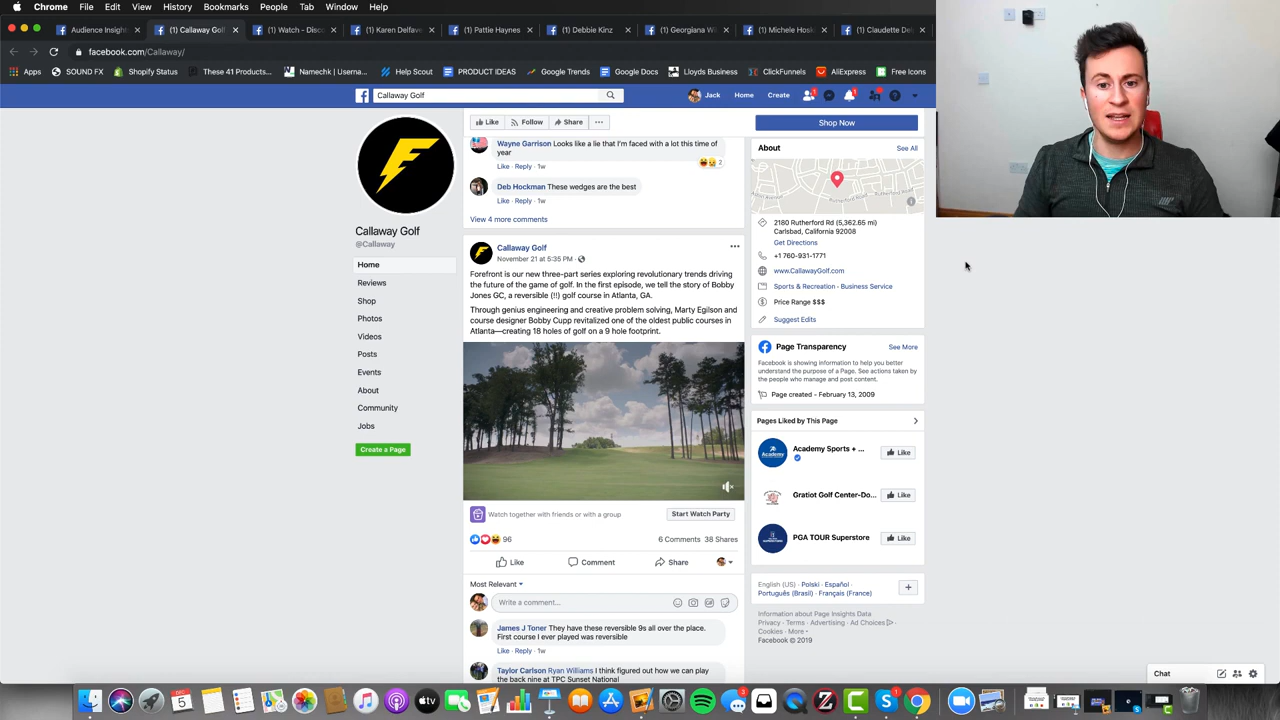 Chrome File Edit View History Bookmarks People Tab Window Help
Audience Insights
(1) Callaway Golf
(1) Watch - Disco
(1) Karen Delfave
(1) Pattie Haynes
(1) Debbie Kinz
(1) Georgiana W
(1) Michele Hosk
(1) Claudette De
facebook.com/Callaway/
Apps SOUND FX Shopify Status These 41 Products... Namechk | Userna... Help Scout PRODUCT IDEAS Google Trends Google Docs Lloyds Business ClickFunnels AliExpress Free Icons
Callaway Golf
Jack Home Create
Like Follow Share
Shop Now
Callaway Golf
@Callaway
Home
Reviews
Shop
Photos
Videos
Posts
Events
About
Community
Jobs
Create a Page
Wayne Garrison Looks like a lie that I'm faced with a lot this time of
year
2
Like · Reply · 1w
Deb Hockman These wedges are the best
Like · Reply · 1w
View 4 more comments
Callaway Golf
November 21 at 5:35 PM ·
Forefront is our new three-part series exploring revolutionary trends driving
the future of the game of golf. In the first episode, we tell the story of Bobby
Jones GC, a reversible (!!) golf course in Atlanta, GA.
Through genius engineering and creative problem solving, Marty Egilson and
course designer Bobby Cupp revitalized one of the oldest public courses in
Atlanta—creating 18 holes of golf on a 9 hole footprint.
Watch together with friends or with a group
Start Watch Party
96
6 Comments 38 Shares
Like Comment Share
Most Relevant
Write a comment...
James J Toner They have these reversible 9s all over the place.
First course I ever played was reversible
Like · Reply · 1w
Taylor Carlson Ryan Williams I think figured out how we can play
the back nine at TPC Sunset National
About
See All
2180 Rutherford Rd (5,362.65 mi)
Carlsbad, California 92008
Get Directions
+1 760-931-1771
www.CallawayGolf.com
Sports & Recreation · Business Service
Price Range $$$
Suggest Edits
Page Transparency
See More
Facebook is showing information to help you better
understand the purpose of a Page. See actions taken by
the people who manage and post content.
Page created - February 13, 2009
Pages Liked by This Page
Academy Sports + ...
Like
Gratiot Golf Center-Do...
Like
PGA TOUR Superstore
Like
English (US) · Polski · Español ·
Português (Brasil) · Français (France)
Information about Page Insights Data
Privacy · Terms · Advertising · Ad Choices ·
Cookies · More
Facebook © 2019
Chat